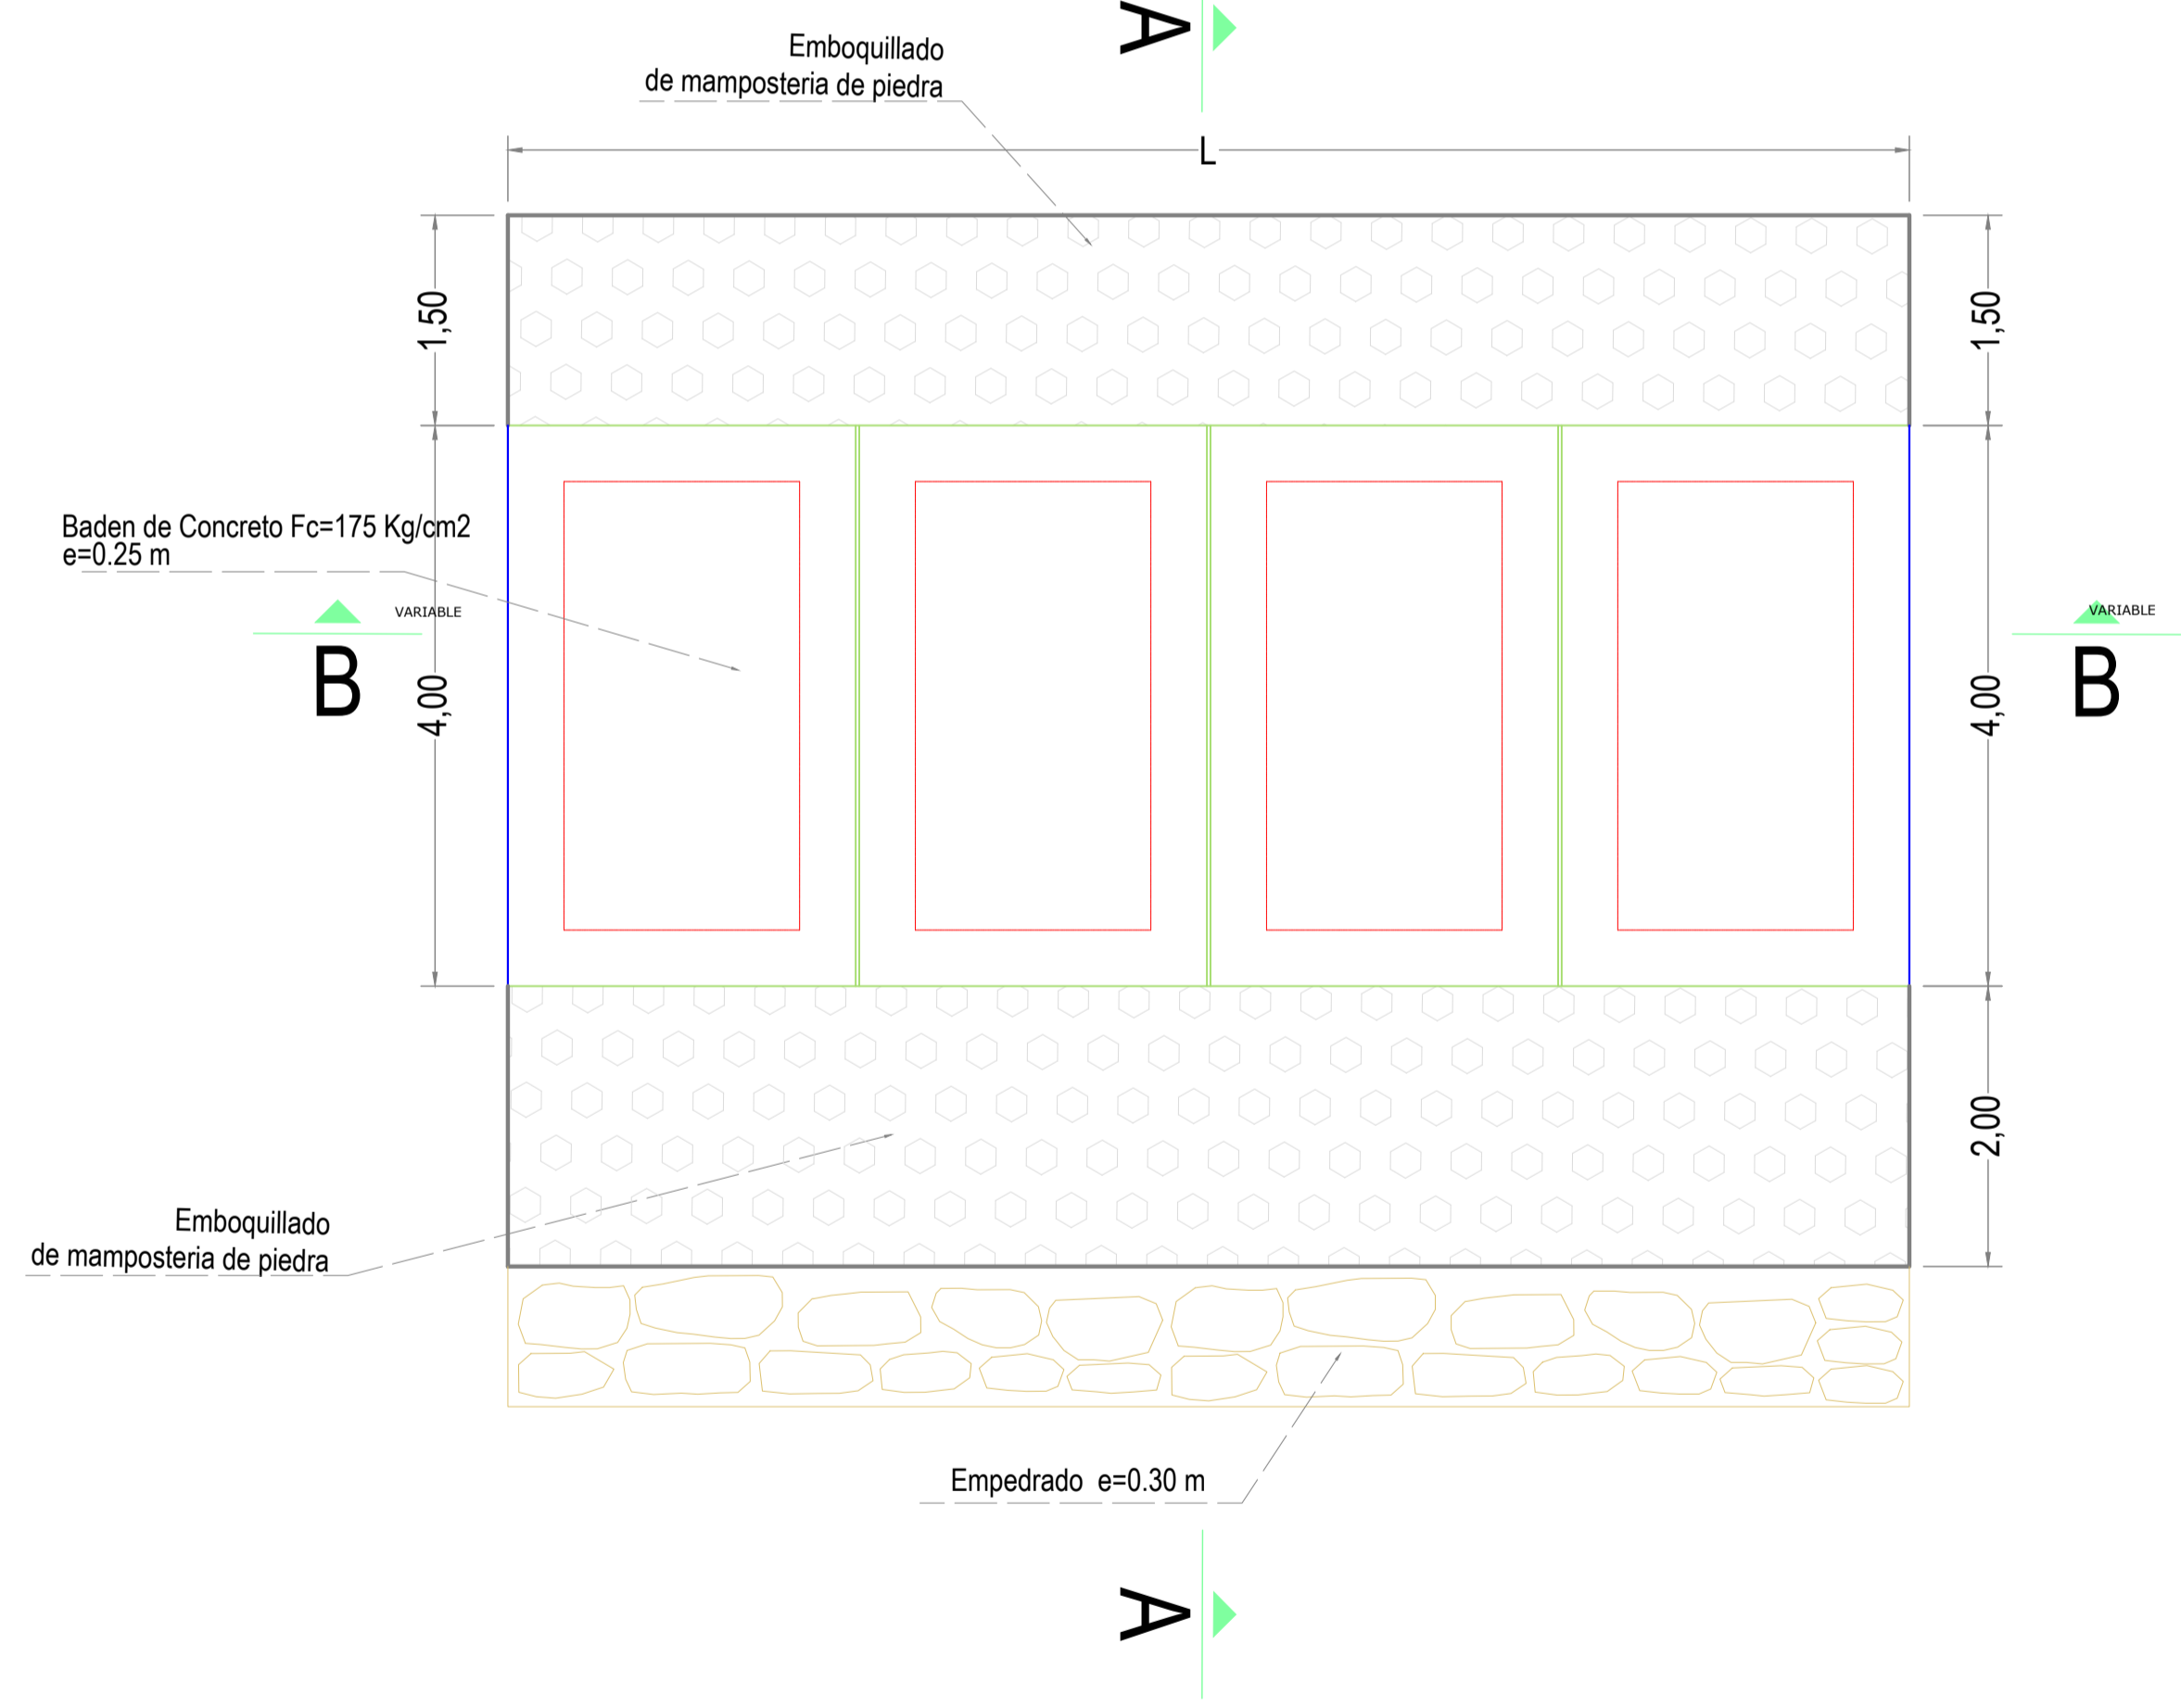 A
Emboquillado
de mamposteria de piedra
L
1,50
1,50
Baden de Concreto Fc=175 Kg/cm2
e=0.25 m
VARIABLE
VARIABLE
B
B
4,00
4,00
2,00
Emboquillado
de mamposteria de piedra
Empedrado e=0.30 m
A